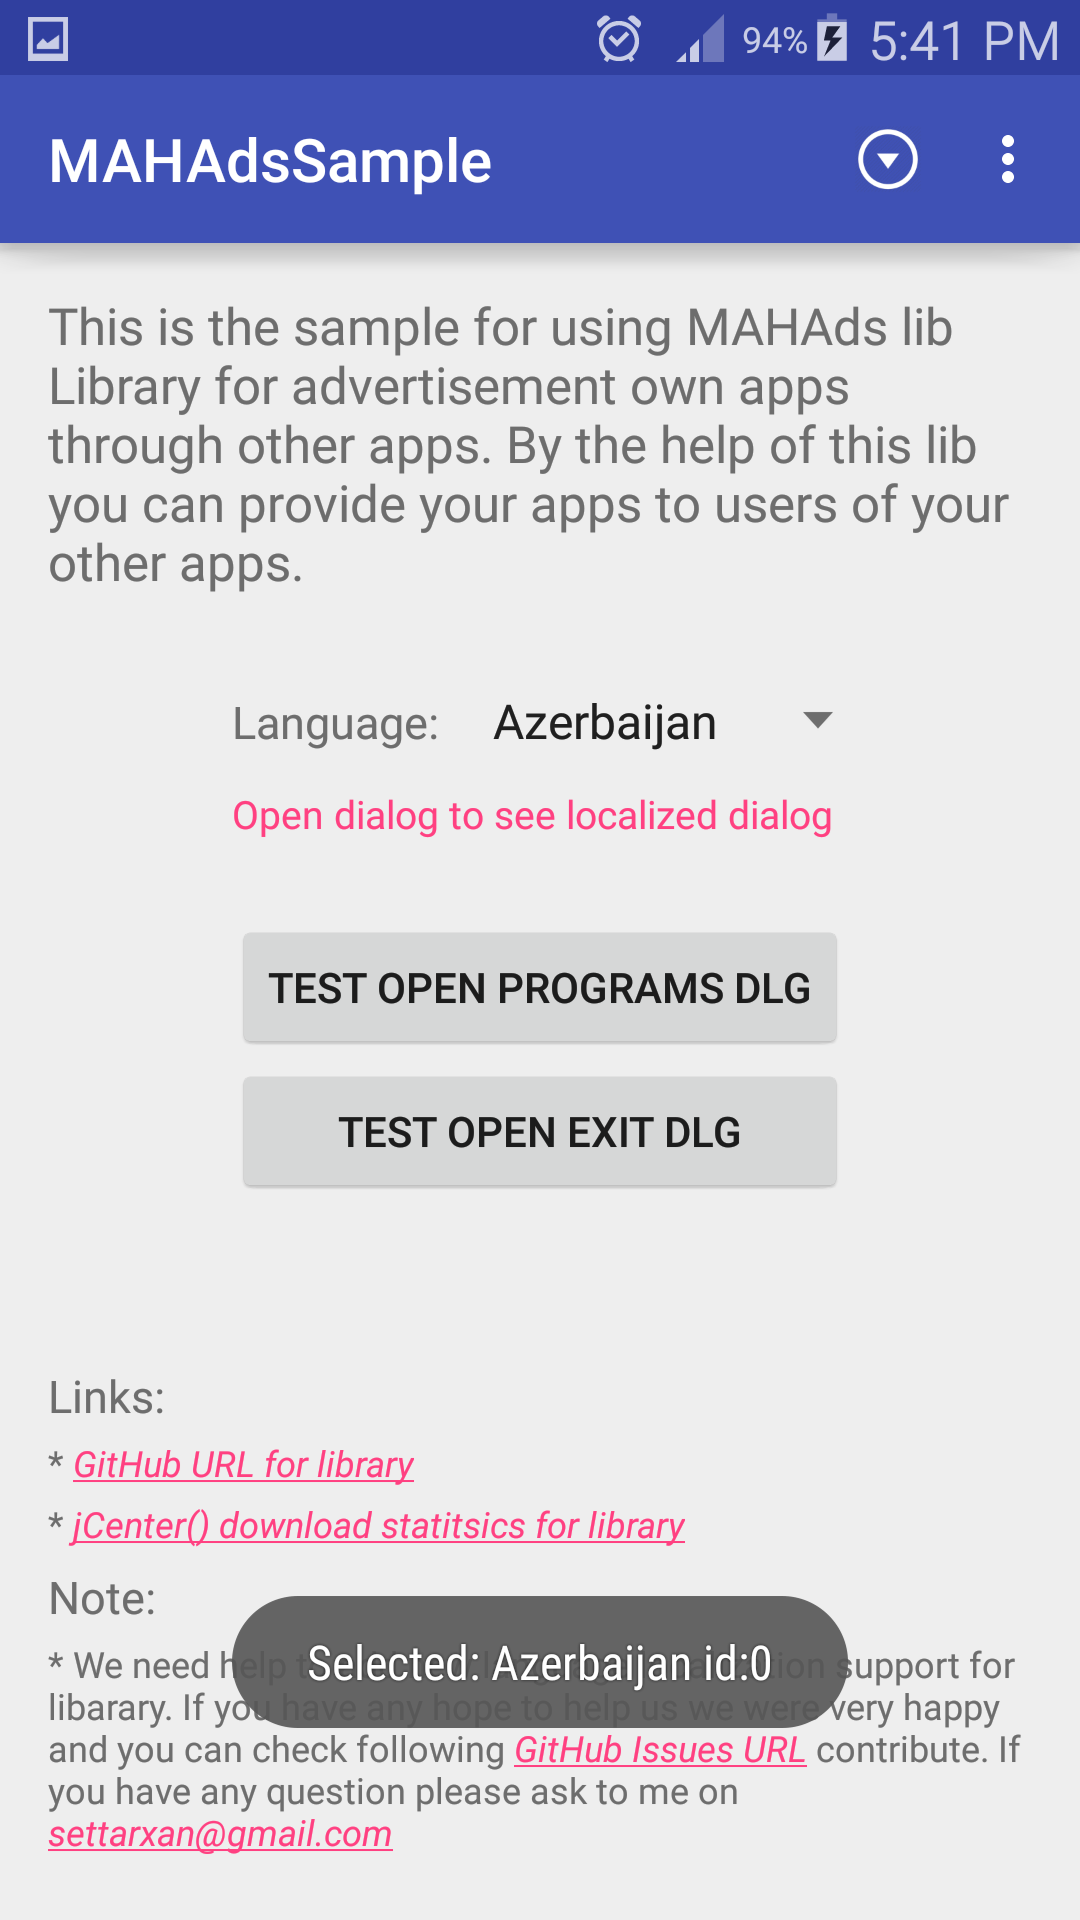 94% 5:41 PM
MAHAdsSample
This is the sample for using MAHAds lib
Library for advertisement own apps
through other apps. By the help of this lib
you can provide your apps to users of your
other apps.
Language: Azerbaijan
Open dialog to see localized dialog
TEST OPEN PROGRAMS DLG
TEST OPEN EXIT DLG
Links:
* GitHub URL for library
* jCenter() download statitsics for library
Note:
Selected: Azerbaijan id:0
* We need help support for
libarary. If you have any hope to help us we were very happy
and you can check following GitHub Issues URL contribute. If
you have any question please ask to me on
settarxan@gmail.com